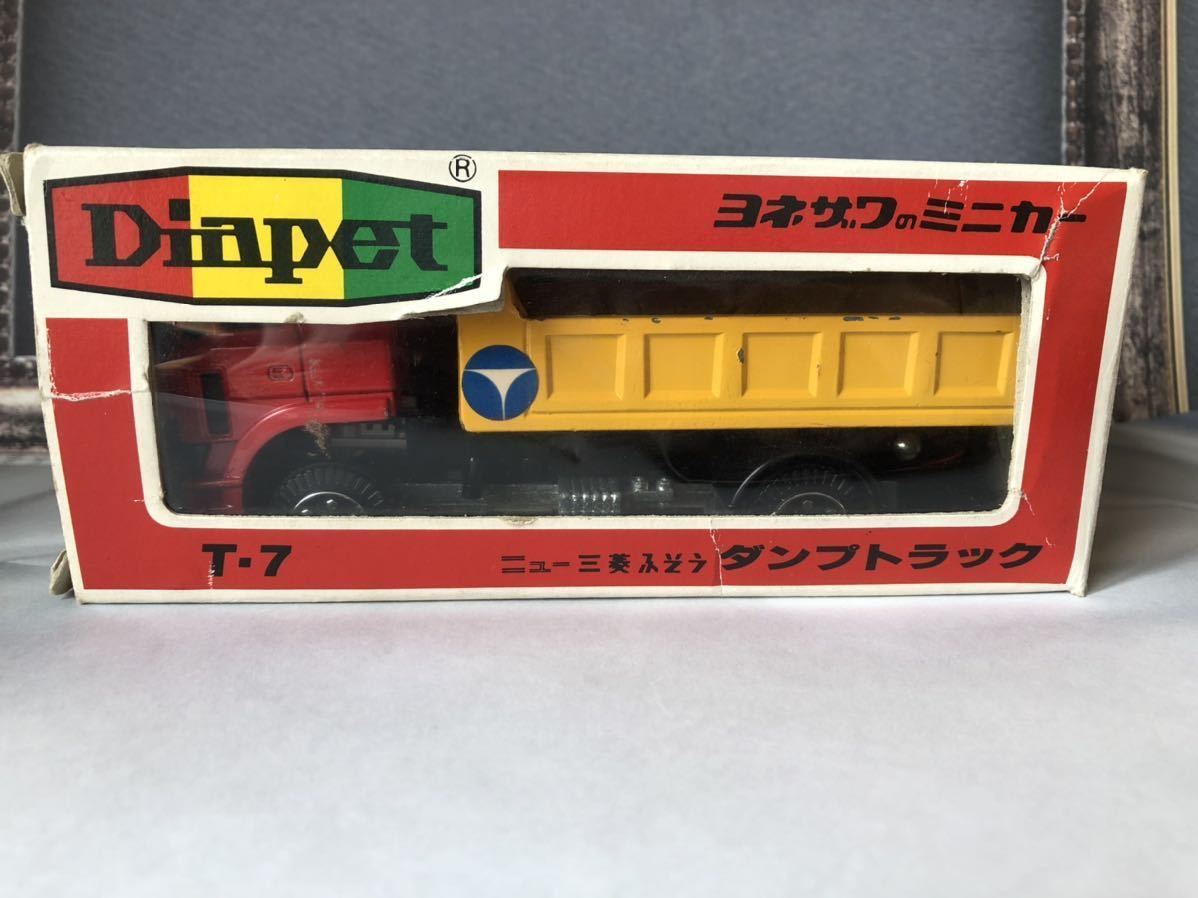 Diapet
®
ヨネザワのミニカー
T・7
ニュー三菱ふそう ダンプトラック